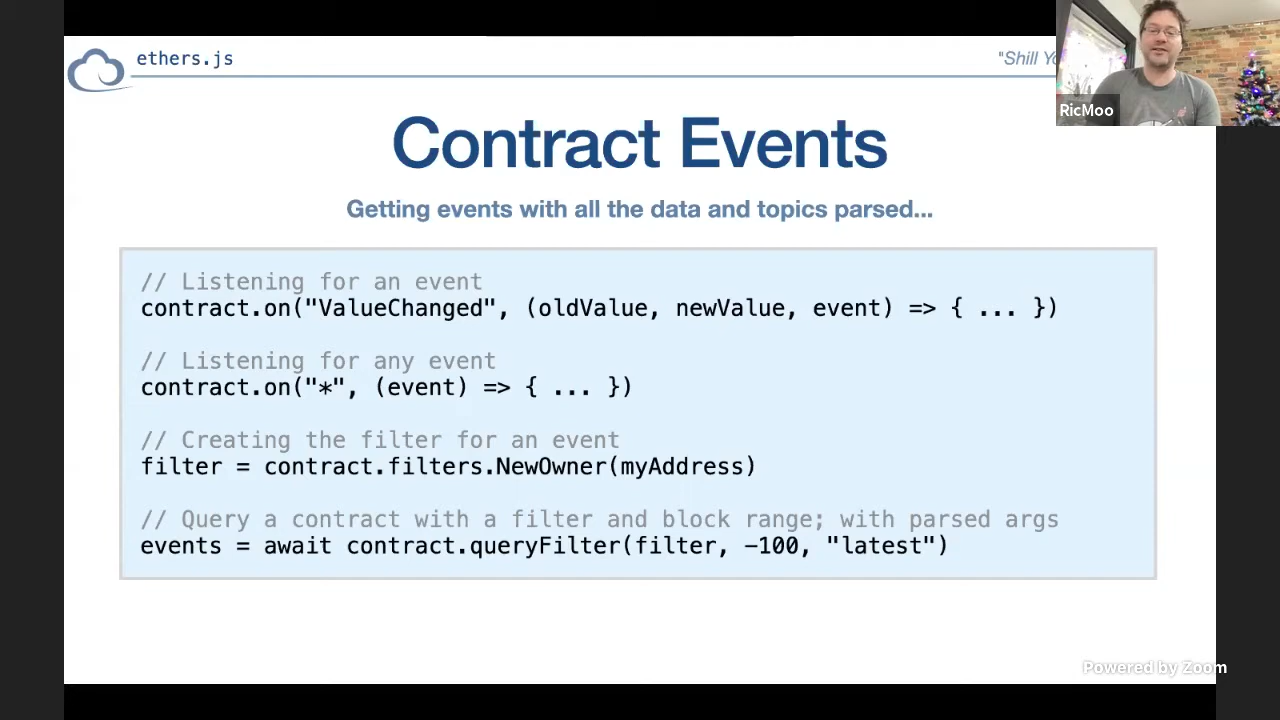 ethers.js
"Shill Yo
RicMoo
Contract Events
Getting events with all the data and topics parsed...
// Listening for an event
contract.on("ValueChanged", (oldValue, newValue, event) => { ... })
// Listening for any event
contract.on("*", (event) => { ... })
// Creating the filter for an event
filter = contract.filters.NewOwner(myAddress)
// Query a contract with a filter and block range; with parsed args
events = await contract.queryFilter(filter, -100, "latest")
Powered by Zoom